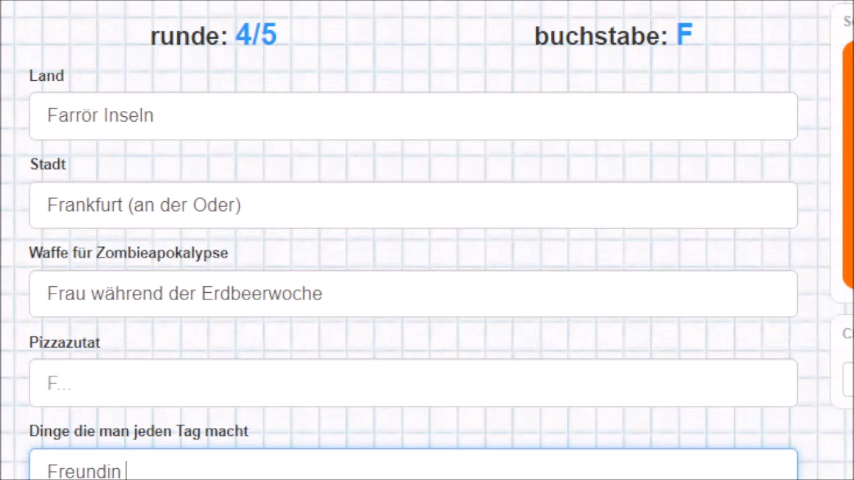 runde: 4/5 buchstabe: F
Land
Farrör Inseln
Stadt
Frankfurt (an der Oder)
Waffe für Zombieapokalypse
Frau während der Erdbeerwoche
Pizzazutat
F...
Dinge die man jeden Tag macht
Freundin